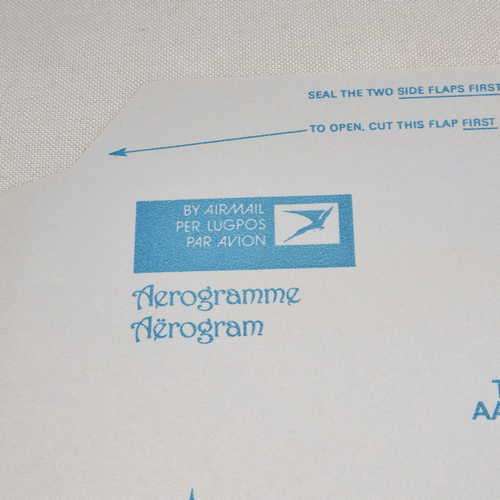 SEAL THE TWO SIDE FLAPS FIRST
TO OPEN, CUT THIS FLAP FIRST
BY AIRMAIL
PER LUGPOS
PAR AVION
Aerogramme
Aërogram